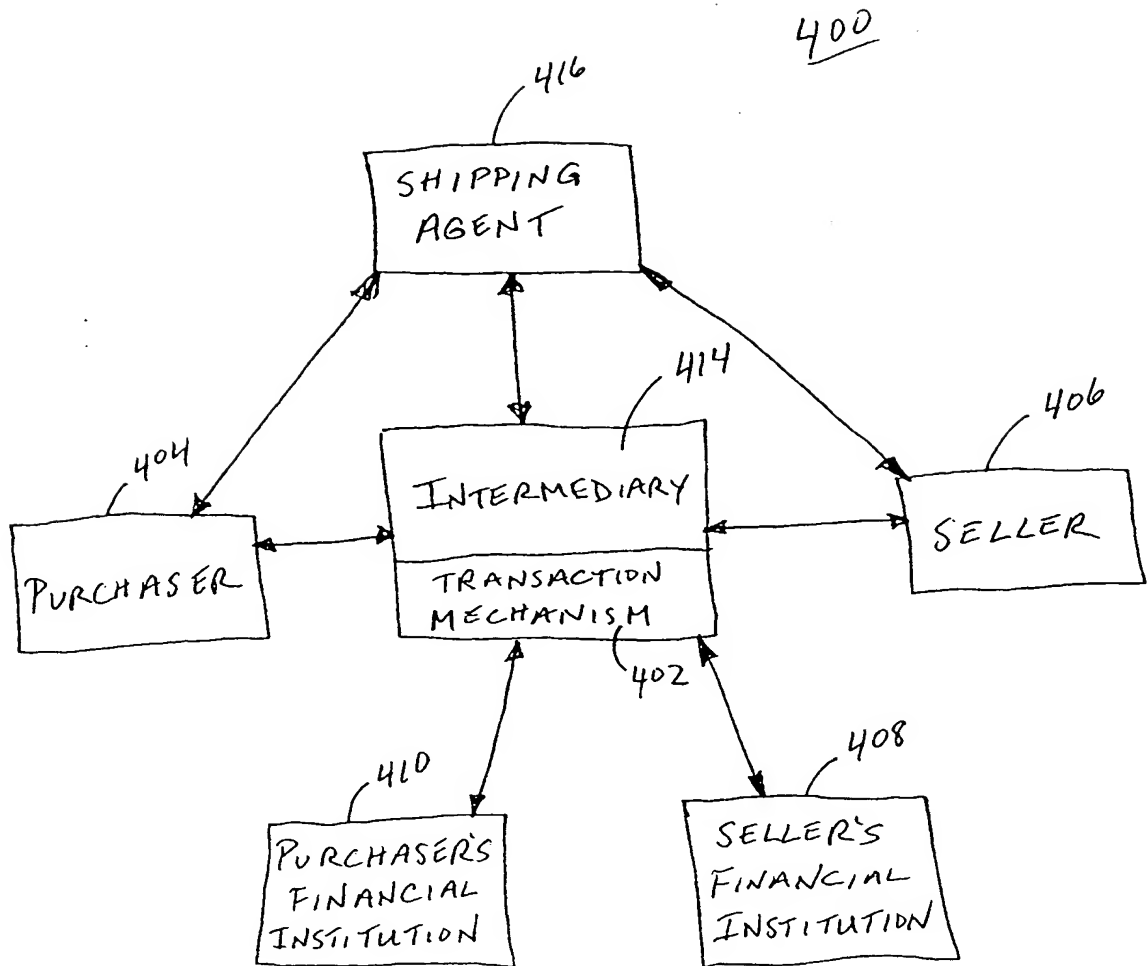 400
416
SHIPPING
AGENT
414
406
404
INTERMEDIARY
SELLER
PURCHASER
TRANSACTION
MECHANISM
402
410
408
PURCHASER'S
FINANCIAL
INSTITUTION
SELLER'S
FINANCIAL
INSTITUTION